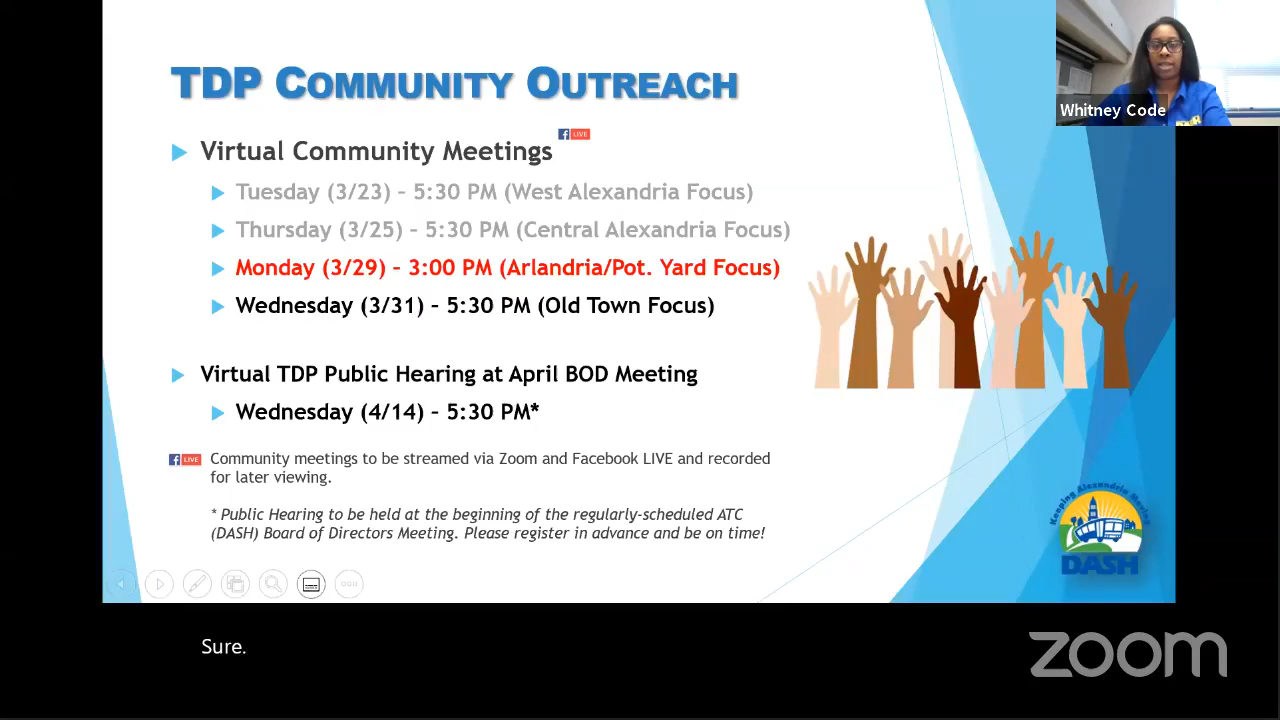 TDP COMMUNITY OUTREACH
Whitney Code
LIVE
Virtual Community Meetings
Tuesday (3/23) – 5:30 PM (West Alexandria Focus)
Thursday (3/25) – 5:30 PM (Central Alexandria Focus)
Monday (3/29) – 3:00 PM (Arlandria/Pot. Yard Focus)
Wednesday (3/31) – 5:30 PM (Old Town Focus)
Virtual TDP Public Hearing at April BOD Meeting
Wednesday (4/14) – 5:30 PM*
LIVE Community meetings to be streamed via Zoom and Facebook LIVE and recorded
for later viewing.
* Public Hearing to be held at the beginning of the regularly-scheduled ATC
(DASH) Board of Directors Meeting. Please register in advance and be on time!
Keeping Alexandria Moving
DASH
Sure.
zoom